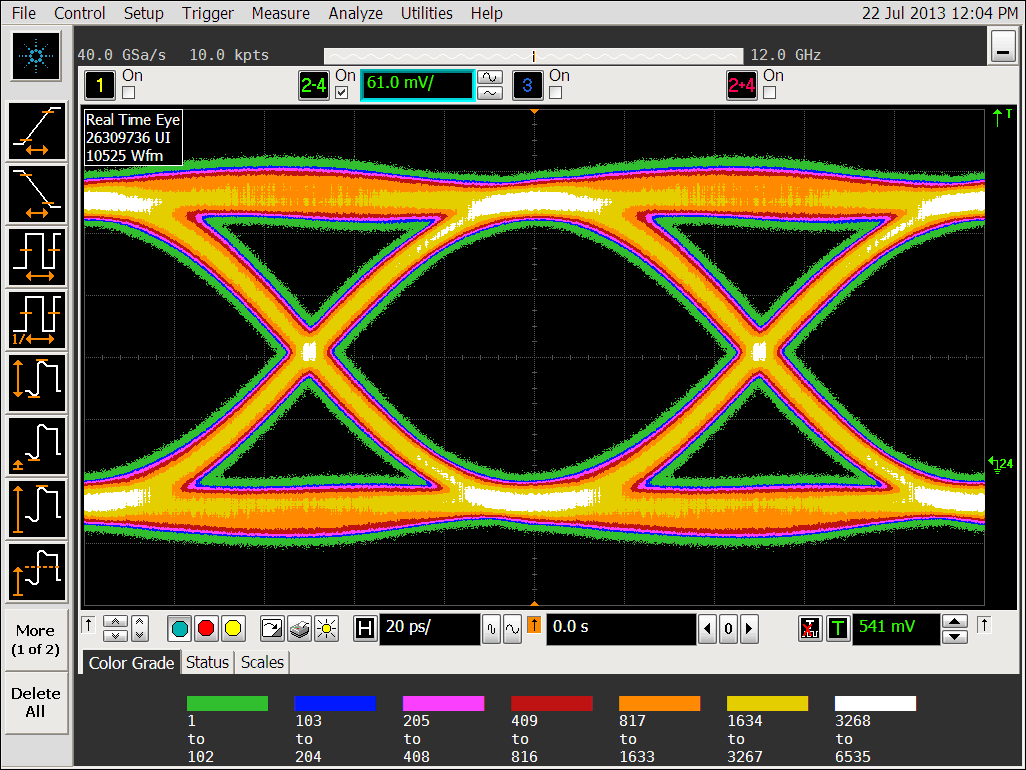 File Control Setup Trigger Measure Analyze Utilities Help 22 Jul 2013 12:04 PM
40.0 GSa/s 10.0 kpts 12.0 GHz
1 On 2-4 On 61.0 mV/ 3 On 2+4 On
Real Time Eye
26309736 UI
10525 Wfm
T
24
1/
More
(1 of 2)
Delete
All
H 20 ps/ 0.0 s 0 T 541 mV
Color Grade Status Scales
1 103 205 409 817 1634 3268
to to to to to to to
102 204 408 816 1633 3267 6535